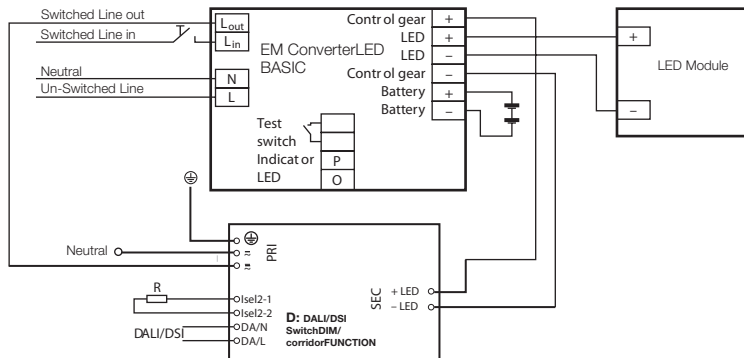 Switched Line out
Switched Line in
Neutral
Un-Switched Line
Lout
Lin
N
L
EM ConverterLED
BASIC
Control gear +
LED +
LED –
Control gear –
Battery +
Battery –
Test
switch
Indicat or
LED
P
O
+
LED Module
–
Neutral
PRI
R
Isel2-1
Isel2-2
DALI/DSI
DA/N
DA/L
D: DALI/DSI
SwitchDIM/
corridorFUNCTION
SEC
+ LED
– LED